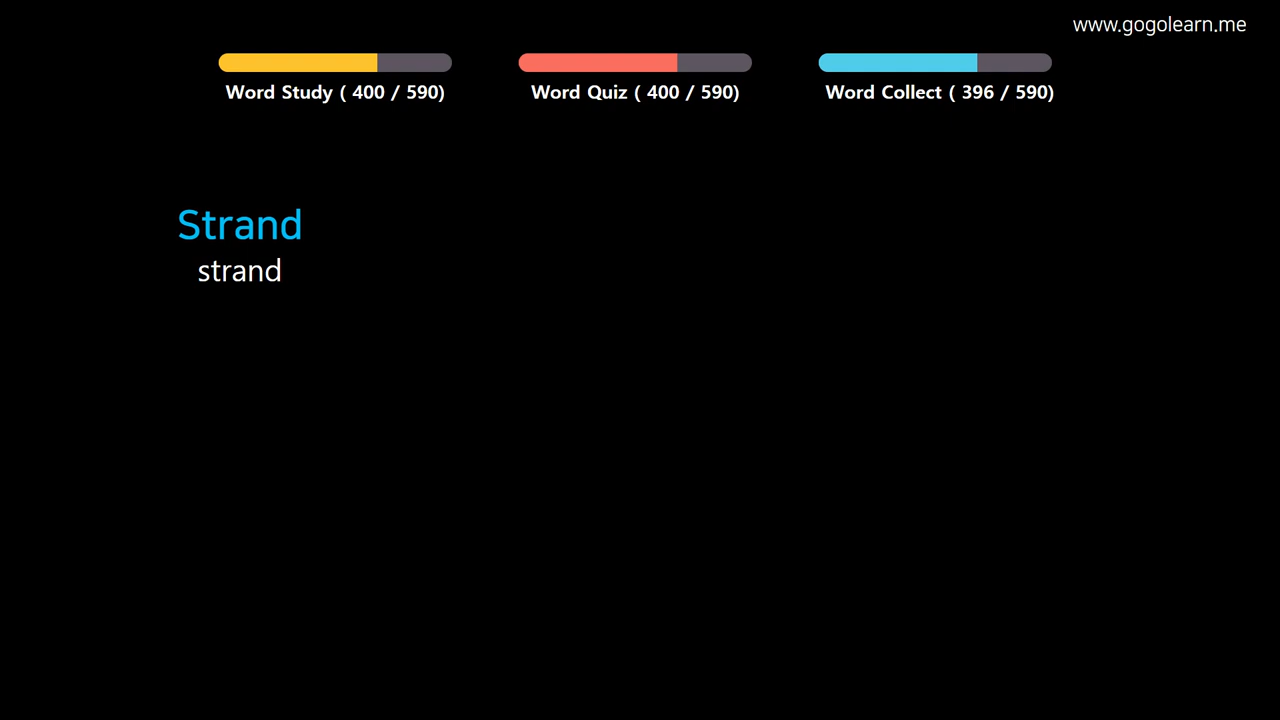 www.gogolearn.me
Word Study ( 400 / 590)
Word Quiz ( 400 / 590)
Word Collect ( 396 / 590)
Strand
strand